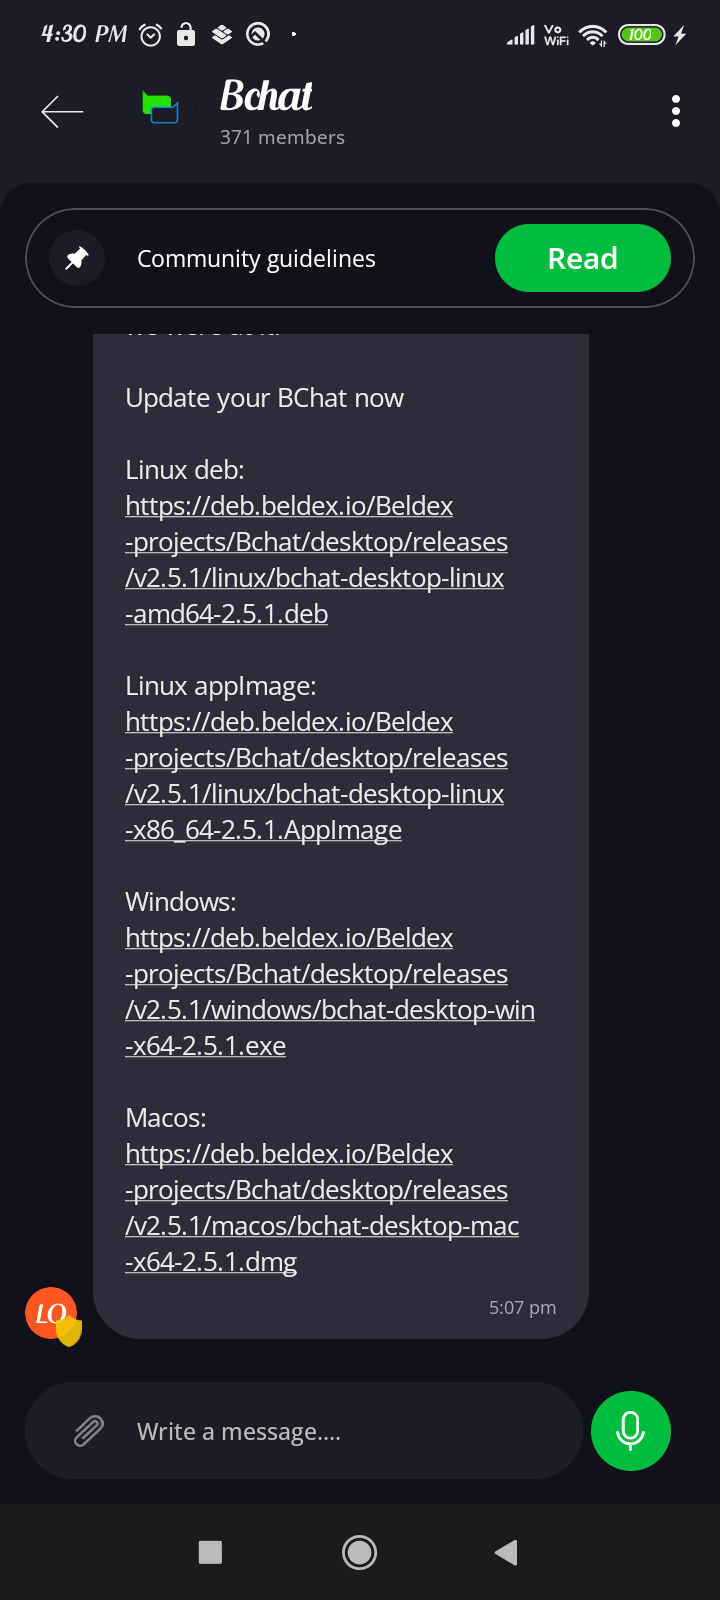 4:30 PM
Vo
WiFi
100
Bchat
371 members
Community guidelines
Read
Update your BChat now
Linux deb:
https://deb.beldex.io/Beldex
-projects/Bchat/desktop/releases
/v2.5.1/linux/bchat-desktop-linux
-amd64-2.5.1.deb
Linux appImage:
https://deb.beldex.io/Beldex
-projects/Bchat/desktop/releases
/v2.5.1/linux/bchat-desktop-linux
-x86_64-2.5.1.AppImage
Windows:
https://deb.beldex.io/Beldex
-projects/Bchat/desktop/releases
/v2.5.1/windows/bchat-desktop-win
-x64-2.5.1.exe
Macos:
https://deb.beldex.io/Beldex
-projects/Bchat/desktop/releases
/v2.5.1/macos/bchat-desktop-mac
-x64-2.5.1.dmg
5:07 pm
LO
Write a message....